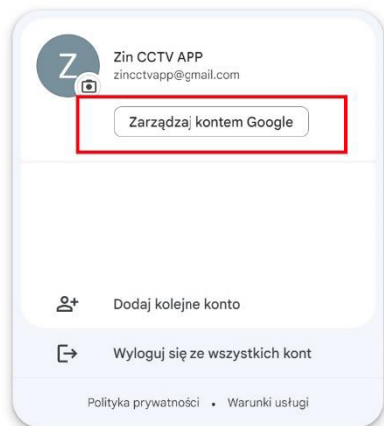 Z
Zin CCTV APP
zincctvapp@gmail.com
Zarządzaj kontem Google
Dodaj kolejne konto
Wyloguj się ze wszystkich kont
Polityka prywatności • Warunki usługi